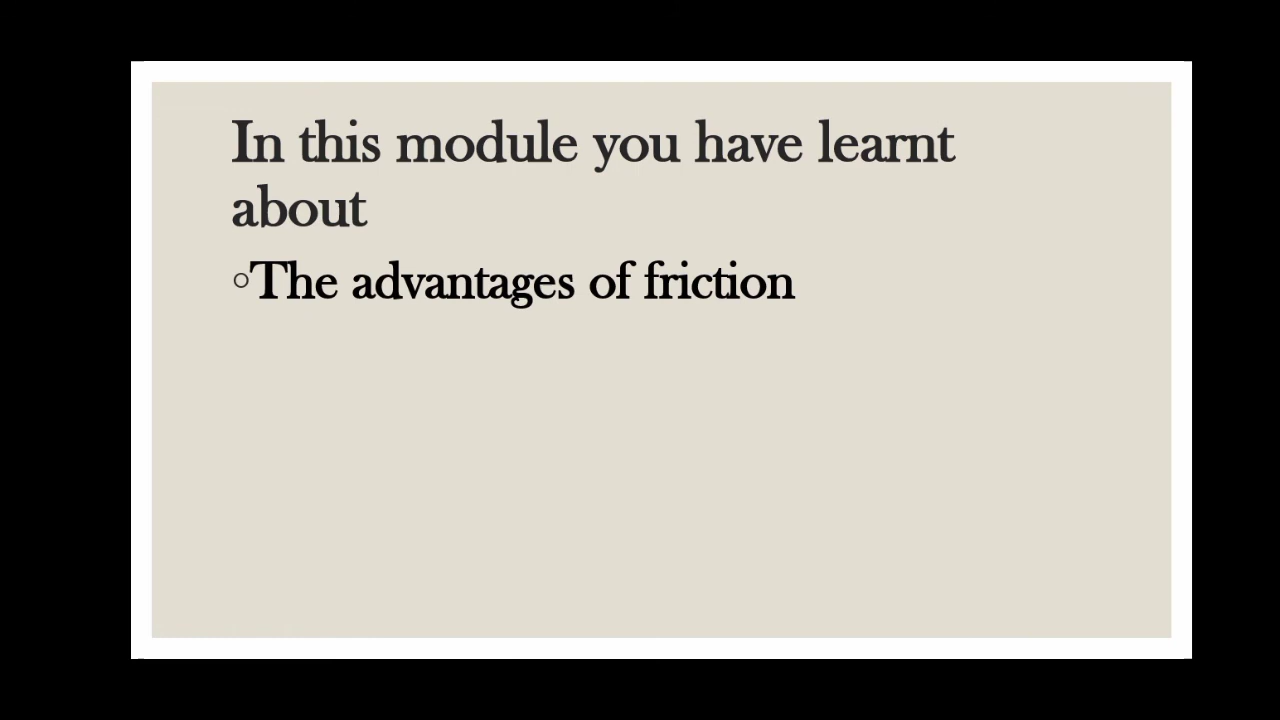 In this module you have learnt
about
◦The advantages of friction